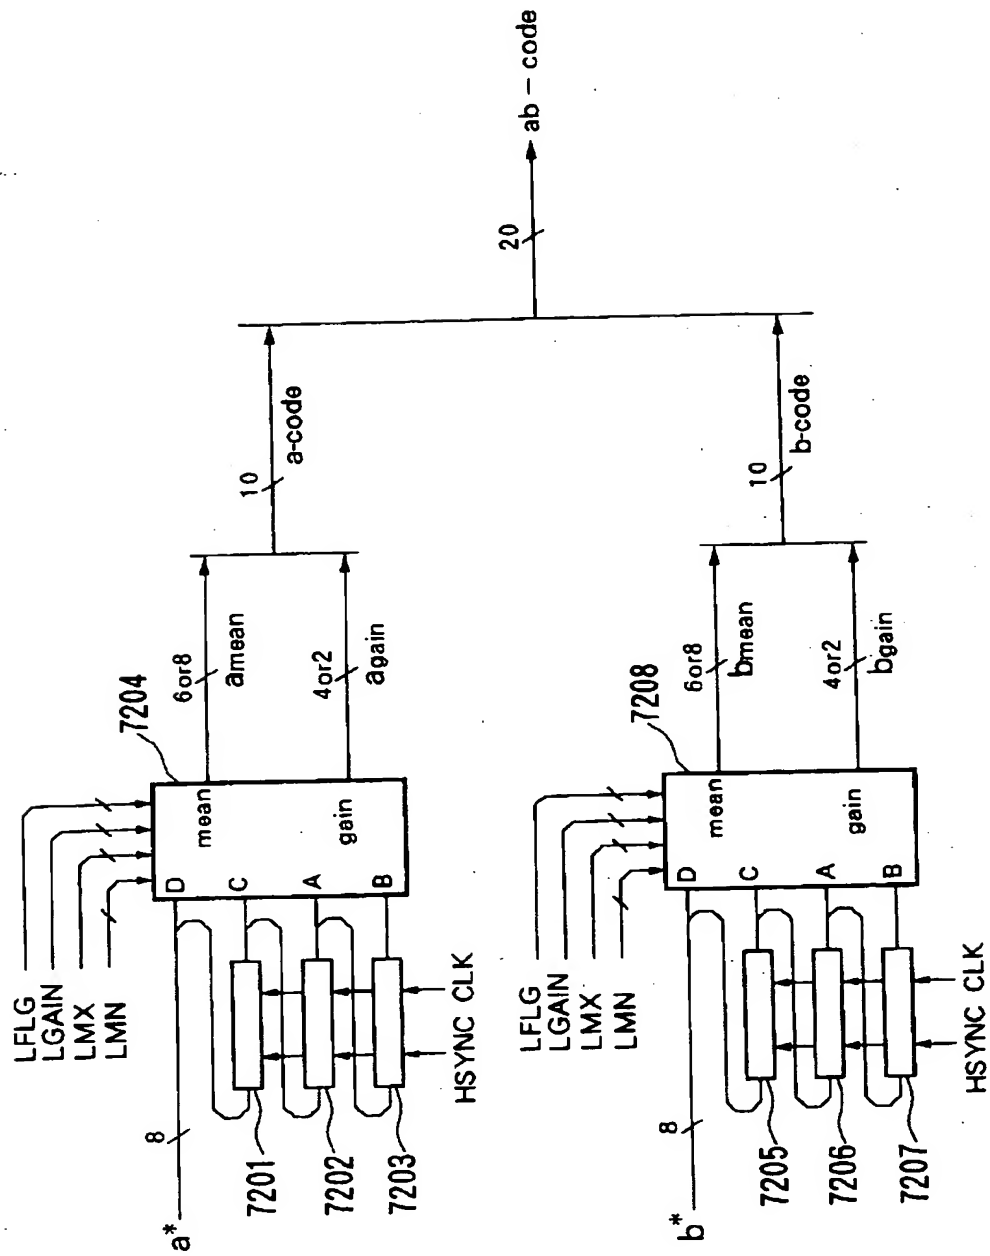 LFLG
LGAIN
LMX
LMN
7204
a*
8
D
C
A
B
mean
gain
6or8
amean
4or2
again
10
a-code
7201
7202
7203
HSYNC CLK
20
ab - code
LFLG
LGAIN
LMX
LMN
7208
b*
8
D
C
A
B
mean
gain
6or8
bmean
4or2
bgain
10
b-code
7205
7206
7207
HSYNC CLK